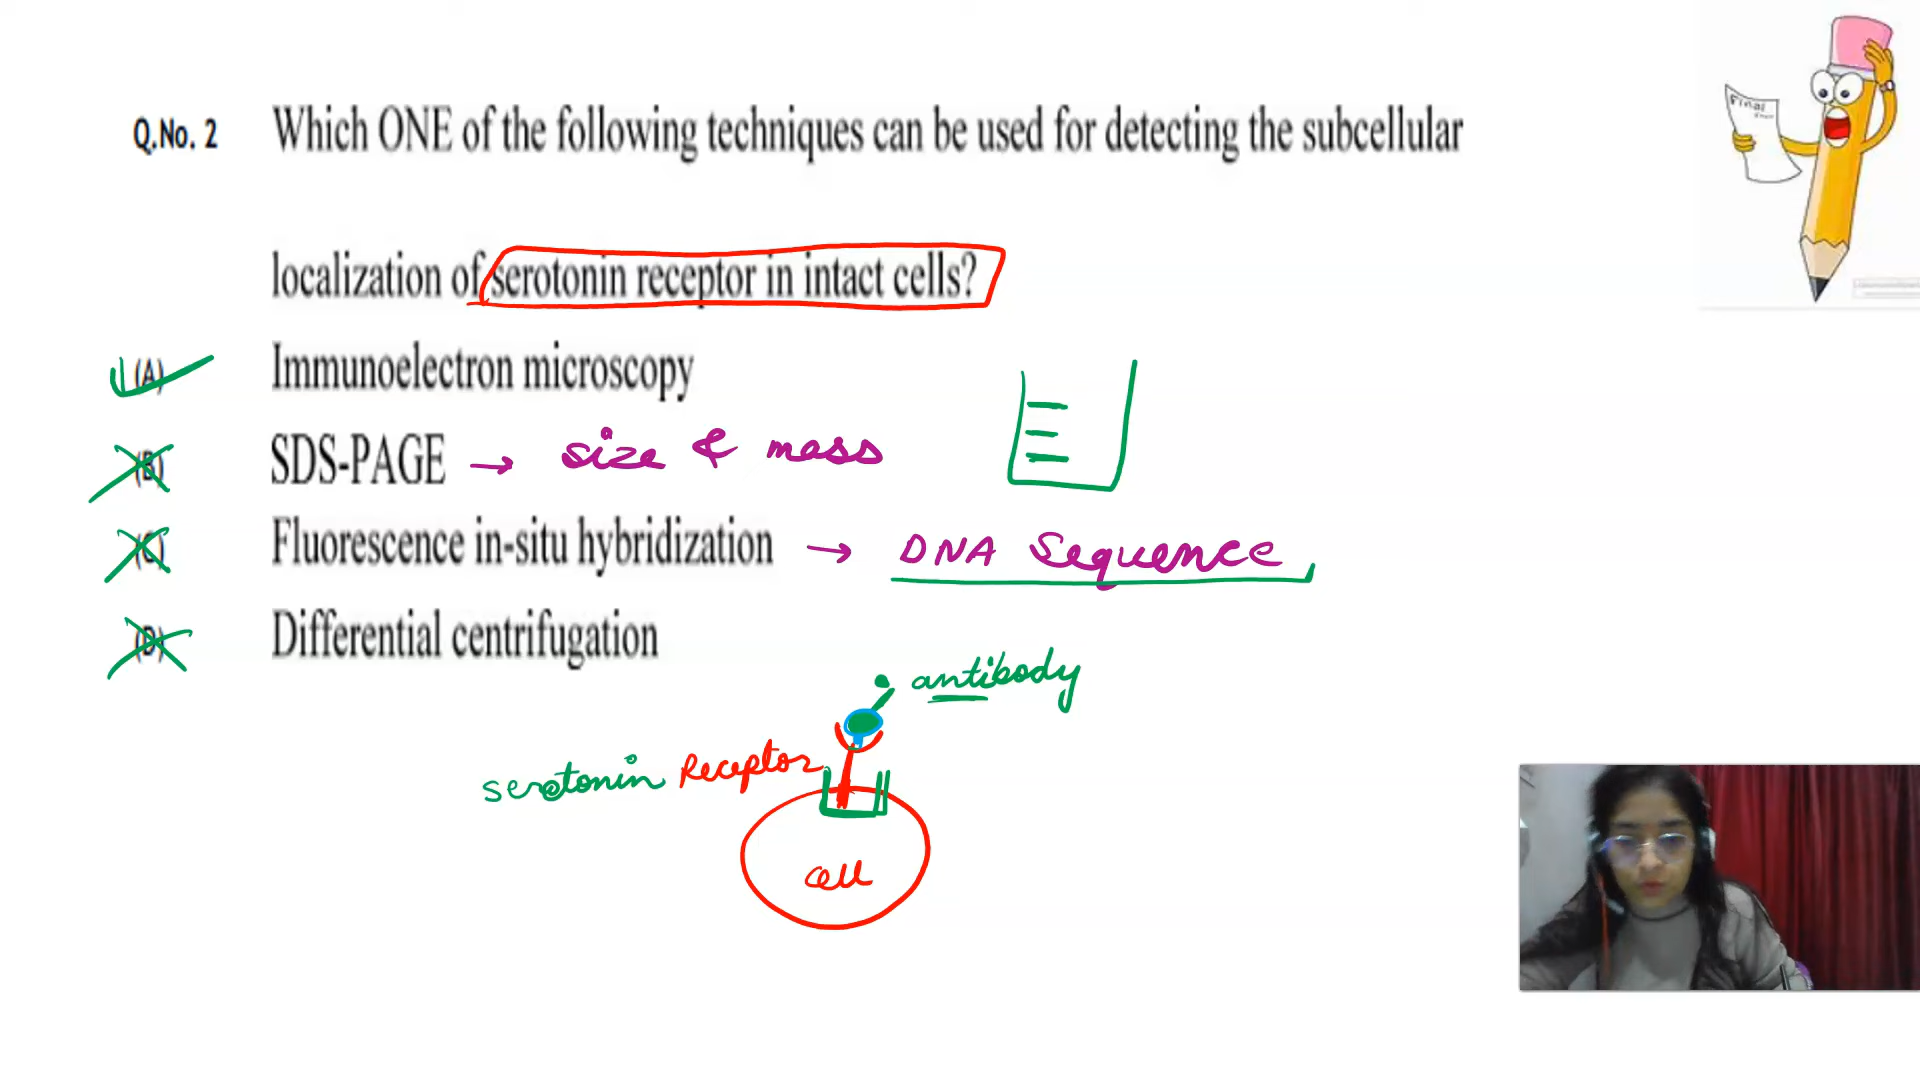 Q.No. 2 Which ONE of the following techniques can be used for detecting the subcellular
localization of serotonin receptor in intact cells?
(A) Immunoelectron microscopy
(B) SDS-PAGE → size & mass
(C) Fluorescence in-situ hybridization → DNA Sequence
(D) Differential centrifugation
antibody
serotonin Receptor
cell
Final